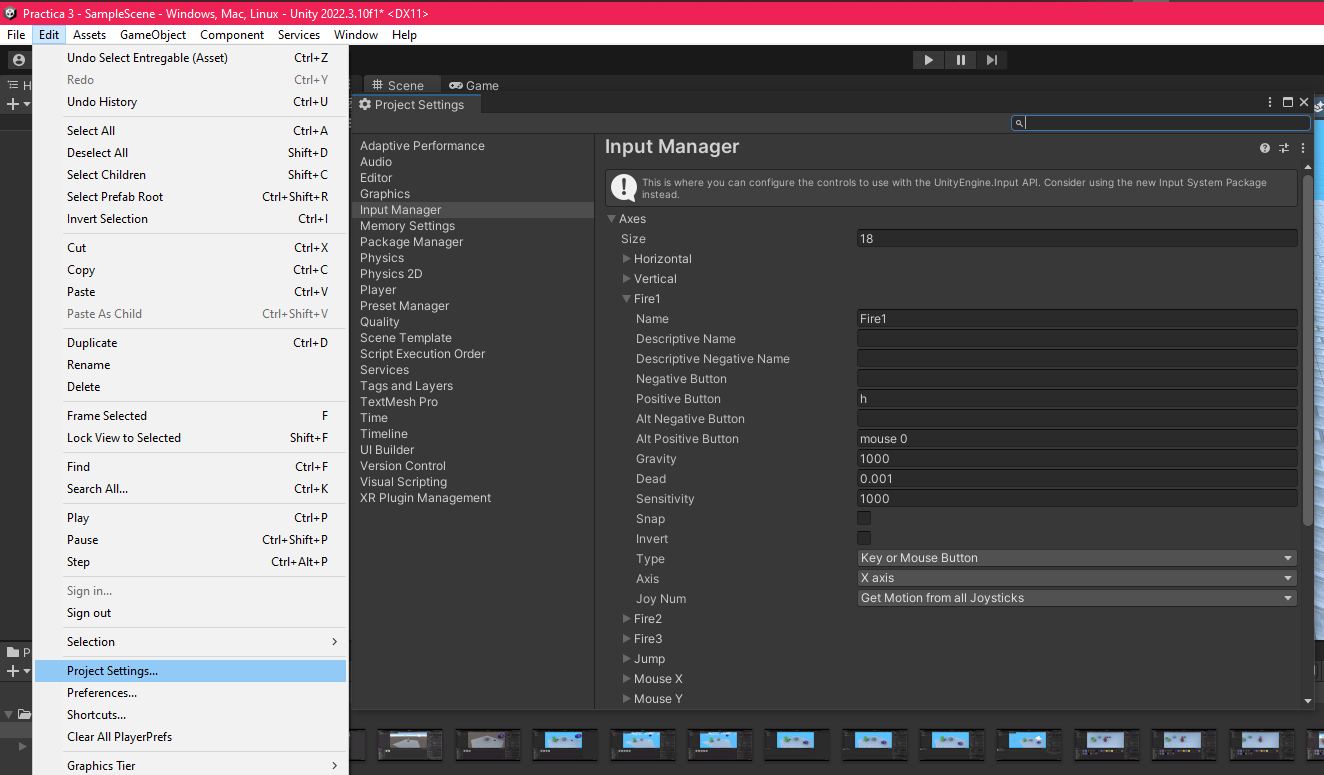 Practica 3 - SampleScene - Windows, Mac, Linux - Unity 2022.3.10f1* <DX11>
File Edit Assets GameObject Component Services Window Help
Undo Select Entregable (Asset) Ctrl+Z
Redo Ctrl+Y
Undo History Ctrl+U
Select All Ctrl+A
Deselect All Shift+D
Select Children Shift+C
Select Prefab Root Ctrl+Shift+R
Invert Selection Ctrl+I
Cut Ctrl+X
Copy Ctrl+C
Paste Ctrl+V
Paste As Child Ctrl+Shift+V
Duplicate Ctrl+D
Rename
Delete
Frame Selected F
Lock View to Selected Shift+F
Find Ctrl+F
Search All... Ctrl+K
Play Ctrl+P
Pause Ctrl+Shift+P
Step Ctrl+Alt+P
Sign in...
Sign out
Selection
Project Settings...
Preferences...
Shortcuts...
Clear All PlayerPrefs
Graphics Tier
H
P
Scene Game
Project Settings
Adaptive Performance
Audio
Editor
Graphics
Input Manager
Memory Settings
Package Manager
Physics
Physics 2D
Player
Preset Manager
Quality
Scene Template
Script Execution Order
Services
Tags and Layers
TextMesh Pro
Time
Timeline
UI Builder
Version Control
Visual Scripting
XR Plugin Management
Input Manager
This is where you can configure the controls to use with the UnityEngine.Input API. Consider using the new Input System Package
instead.
Axes
Size 18
Horizontal
Vertical
Fire1
Name Fire1
Descriptive Name
Descriptive Negative Name
Negative Button
Positive Button h
Alt Negative Button
Alt Positive Button mouse 0
Gravity 1000
Dead 0.001
Sensitivity 1000
Snap
Invert
Type Key or Mouse Button
Axis X axis
Joy Num Get Motion from all Joysticks
Fire2
Fire3
Jump
Mouse X
Mouse Y